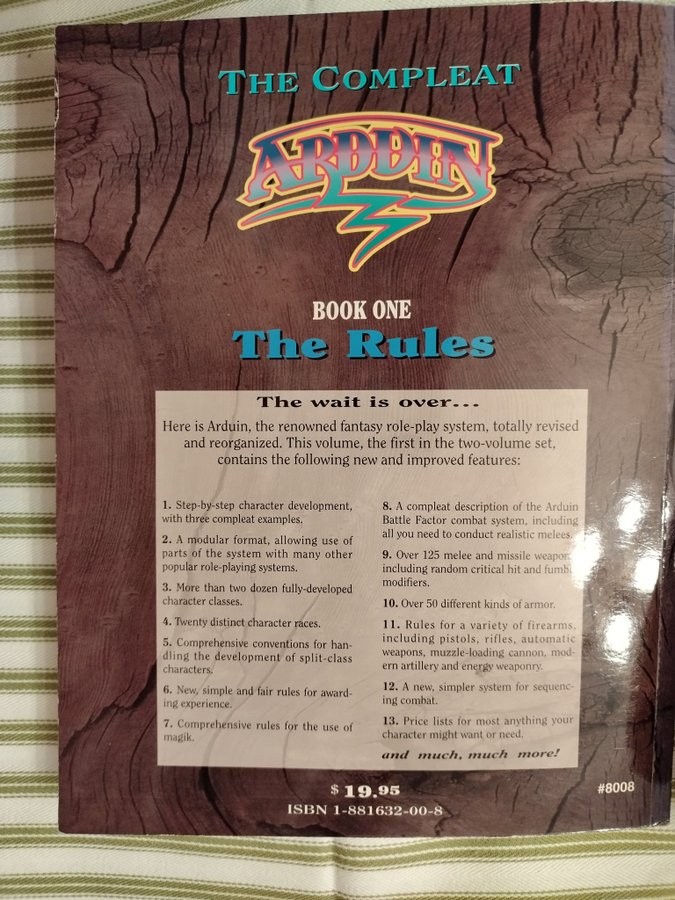 THE COMPLEAT
ARDUIN
BOOK ONE
The Rules
The wait is over...
Here is Arduin, the renowned fantasy role-play system, totally revised
and reorganized. This volume, the first in the two-volume set,
contains the following new and improved features:
1. Step-by-step character development,
with three compleat examples.
2. A modular format, allowing use of
parts of the system with many other
popular role-playing systems.
3. More than two dozen fully-developed
character classes.
4. Twenty distinct character races.
5. Comprehensive conventions for han-
dling the development of split-class
characters.
6. New, simple and fair rules for award-
ing experience.
7. Comprehensive rules for the use of
magik.
8. A compleat description of the Arduin
Battle Factor combat system, including
all you need to conduct realistic melees.
9. Over 125 melee and missile
including random critical hit and
modifiers.
10. Over 50 different kinds of armor.
11. Rules for a variety of firearms,
including pistols, rifles, automatic
weapons, muzzle-loading cannon, mod-
ern artillery and energy weaponry.
12. A new, simpler system for sequenc-
ing combat.
13. Price lists for most anything your
character might want or need.
and much, much more!
$ 19.95
ISBN 1-881632-00-8
#8008